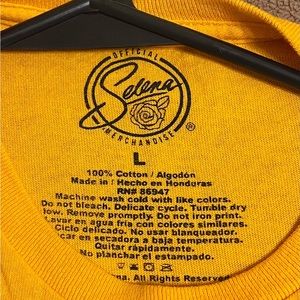 OFFICIAL
Selena
MERCHANDISE ®
L
100% Cotton / Algodón
Made in / Hecho en Honduras
RN# 86947
Machine wash cold with like colors.
Do not bleach. Delicate cycle. Tumble dry
low. Remove promptly. Do not iron print.
Lavar en agua fría con colores similares.
Ciclo delicado. No usar blanqueador.
car en secadora a baja temperatura.
Quitar rápidamente.
No planchar el estampado.
na. All Rights Reserved